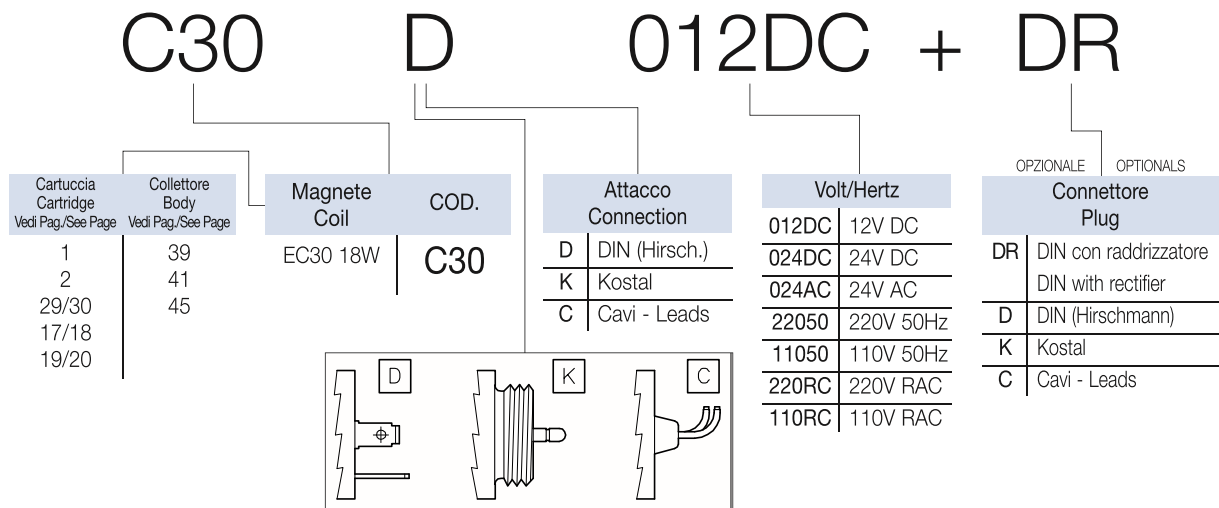 C30 D 012DC + DR
Cartuccia
Cartridge
Vedi Pag./See Page
Collettore
Body
Vedi Pag./See Page
1 39
2 41
29/30 45
17/18
19/20
Magnete
Coil
COD.
EC30 18W C30
Attacco
Connection
D DIN (Hirsch.)
K Kostal
C Cavi - Leads
Volt/Hertz
012DC 12V DC
024DC 24V DC
024AC 24V AC
22050 220V 50Hz
11050 110V 50Hz
220RC 220V RAC
110RC 110V RAC
OPZIONALE OPTIONALS
Connettore
Plug
DR DIN con raddrizzatore
DIN with rectifier
D DIN (Hirschmann)
K Kostal
C Cavi - Leads
D K C